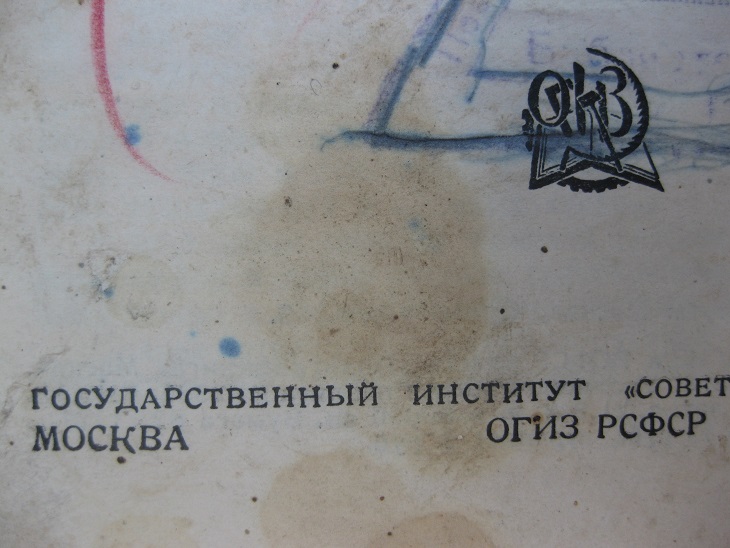 ГОСУДАРСТВЕННЫЙ ИНСТИТУТ «СОВЕТ
МОСКВА ОГИЗ РСФСР